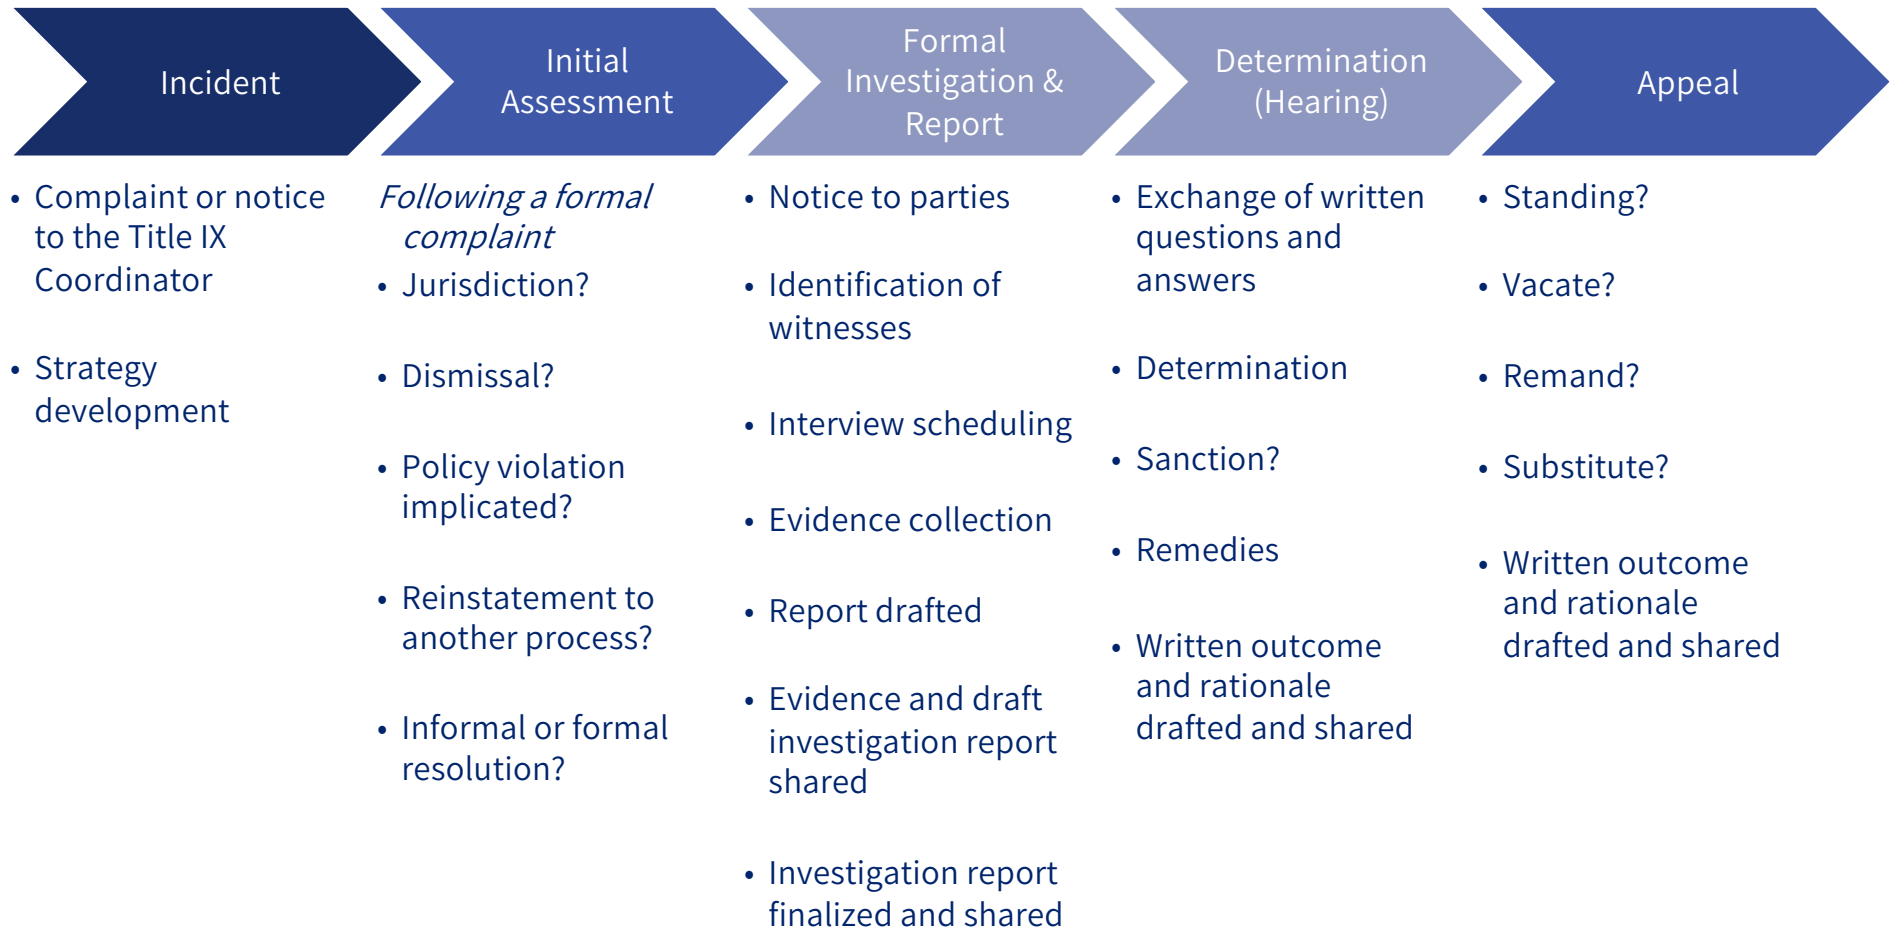 Incident
Initial
Assessment
Formal
Investigation &
Report
Determination
(Hearing)
Appeal
• Complaint or notice
to the Title IX
Coordinator
• Strategy
development
Following a formal
complaint
• Jurisdiction?
• Dismissal?
• Policy violation
implicated?
• Reinstatement to
another process?
• Informal or formal
resolution?
• Notice to parties
• Identification of
witnesses
• Interview scheduling
• Evidence collection
• Report drafted
• Evidence and draft
investigation report
shared
• Investigation report
finalized and shared
• Exchange of written
questions and
answers
• Determination
• Sanction?
• Remedies
• Written outcome
and rationale
drafted and shared
• Standing?
• Vacate?
• Remand?
• Substitute?
• Written outcome
and rationale
drafted and shared